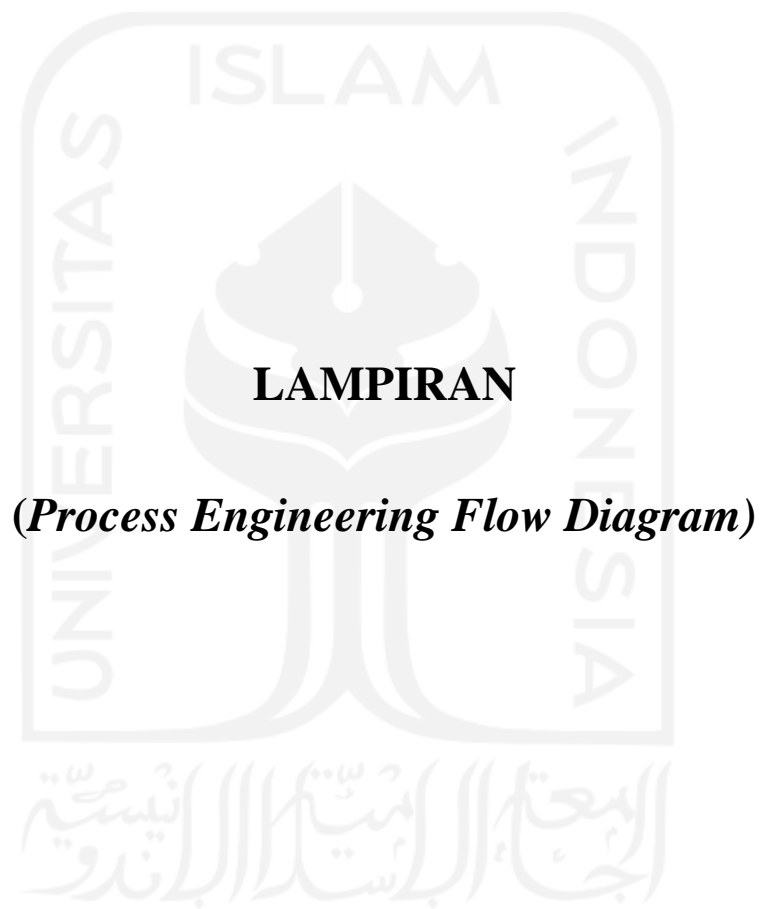 ISLAM
UNIVERSITAS
INDONESIA
LAMPIRAN
(Process Engineering Flow Diagram)